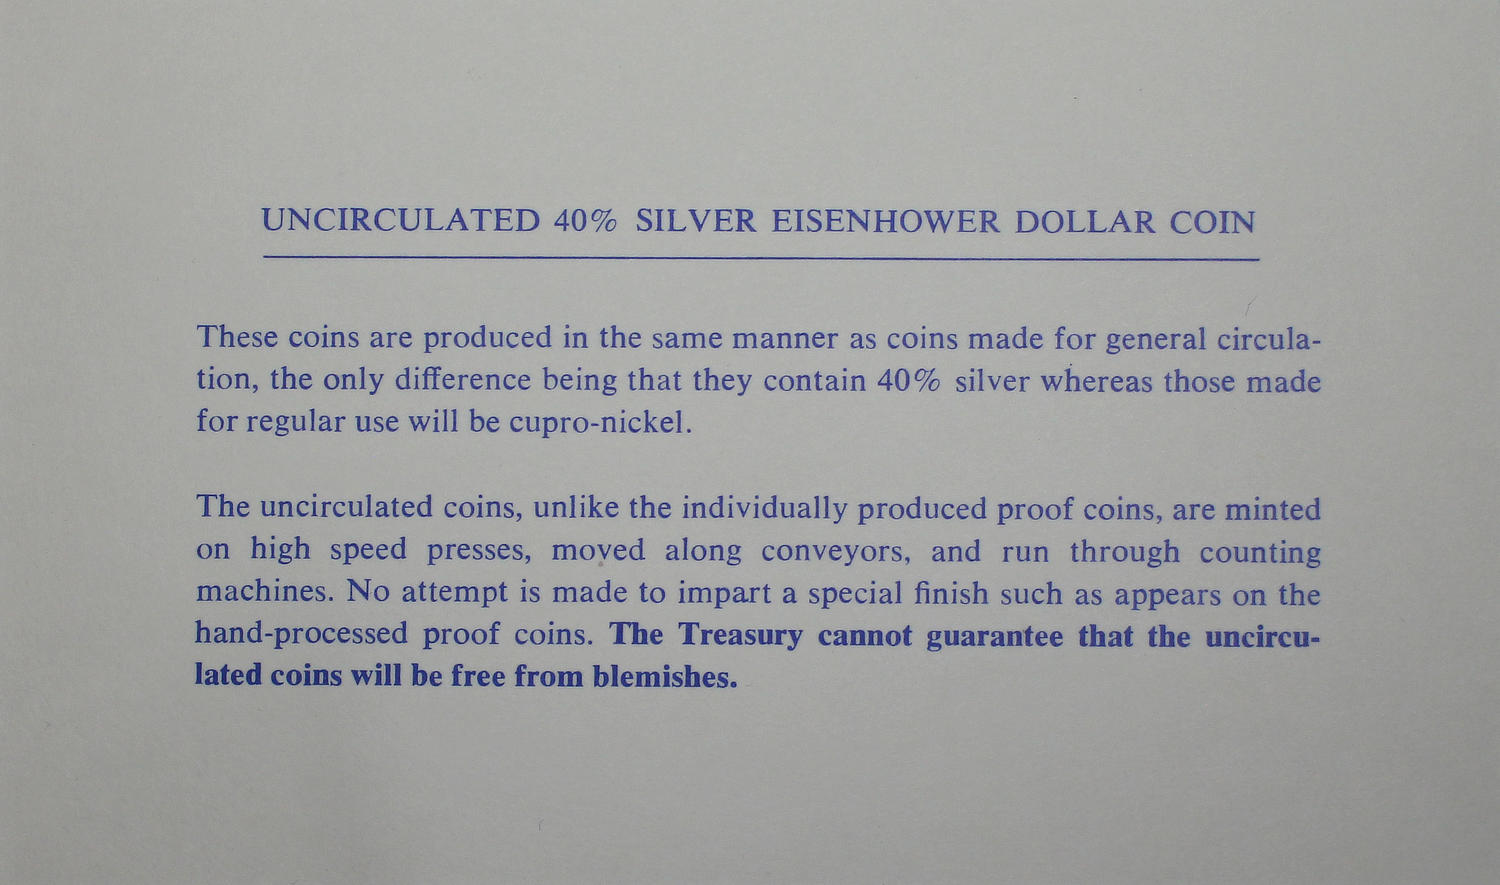 UNCIRCULATED 40% SILVER EISENHOWER DOLLAR COIN
These coins are produced in the same manner as coins made for general circula-
tion, the only difference being that they contain 40% silver whereas those made
for regular use will be cupro-nickel.
The uncirculated coins, unlike the individually produced proof coins, are minted
on high speed presses, moved along conveyors, and run through counting
machines. No attempt is made to impart a special finish such as appears on the
hand-processed proof coins. The Treasury cannot guarantee that the uncircu-
lated coins will be free from blemishes.